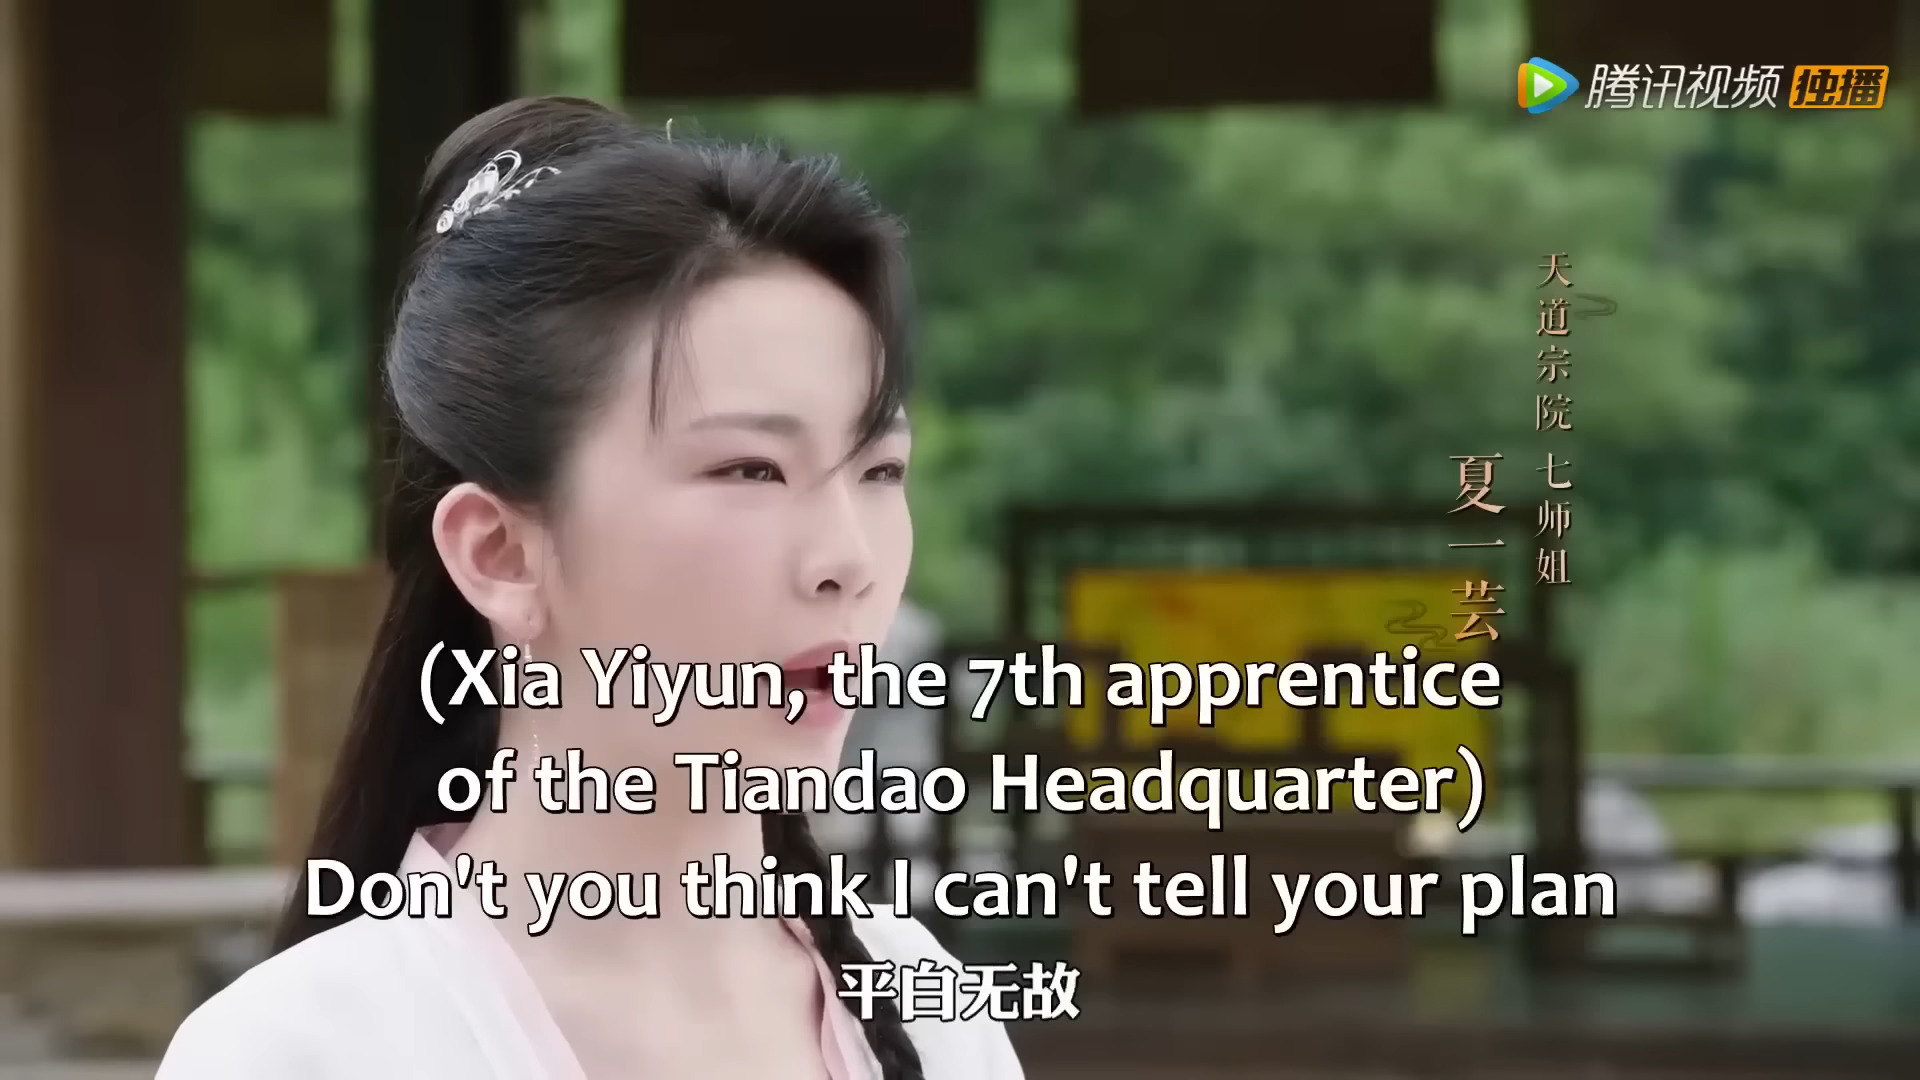 腾讯视频 独播
天道宗院 七师姐
夏一芸
(Xia Yiyun, the 7th apprentice
of the Tiandao Headquarter)
Don't you think I can't tell your plan
平白无故